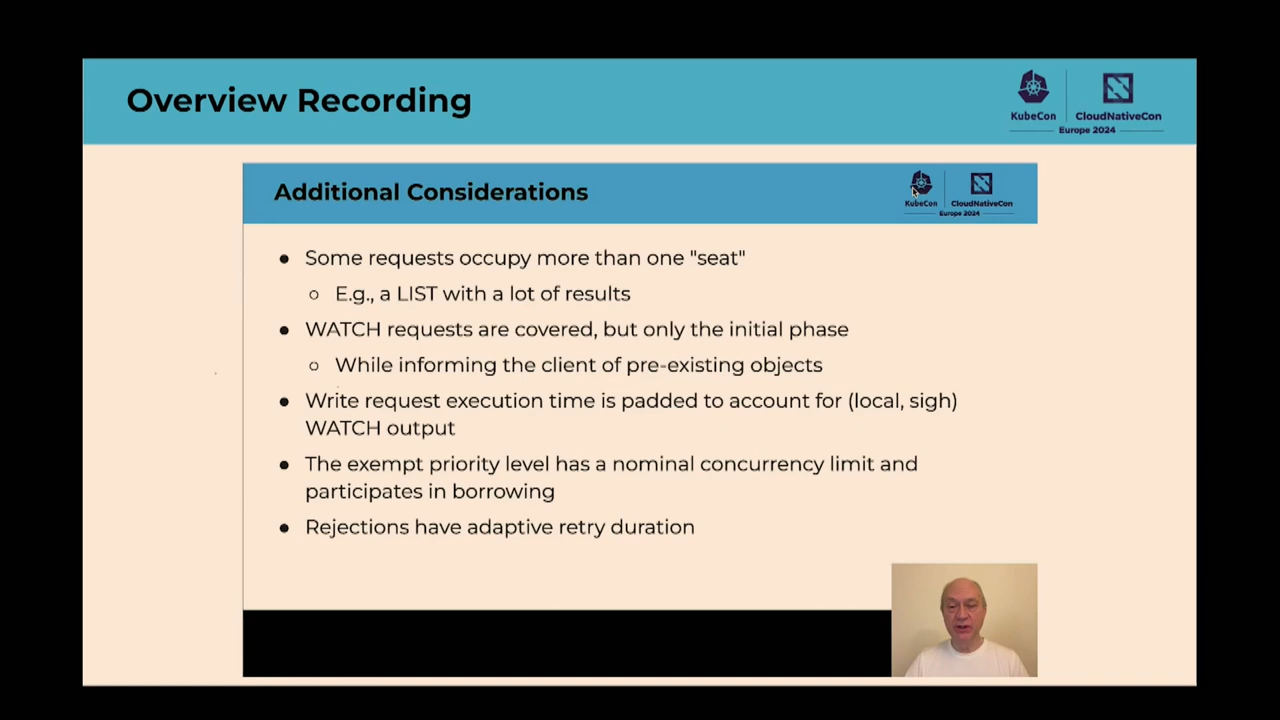 Overview Recording
KubeCon
CloudNativeCon
Europe 2024
Additional Considerations
KubeCon
CloudNativeCon
Europe 2024
● Some requests occupy more than one "seat"
○ E.g., a LIST with a lot of results
● WATCH requests are covered, but only the initial phase
○ While informing the client of pre-existing objects
● Write request execution time is padded to account for (local, sigh)
WATCH output
● The exempt priority level has a nominal concurrency limit and
participates in borrowing
● Rejections have adaptive retry duration